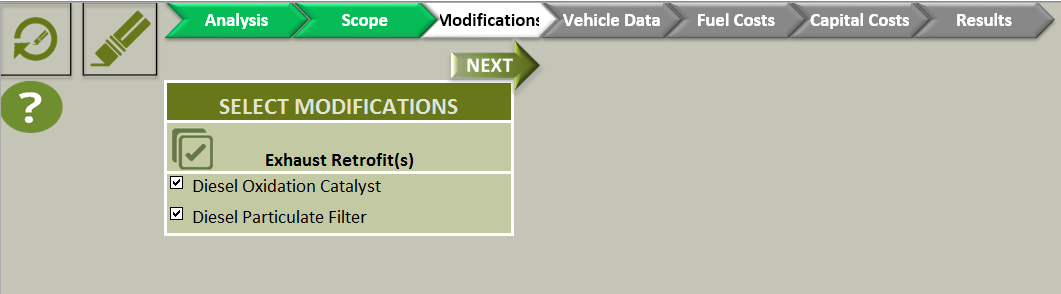 Analysis
Scope
Modifications
Vehicle Data
Fuel Costs
Capital Costs
Results
NEXT
?
SELECT MODIFICATIONS
Exhaust Retrofit(s)
Diesel Oxidation Catalyst
Diesel Particulate Filter